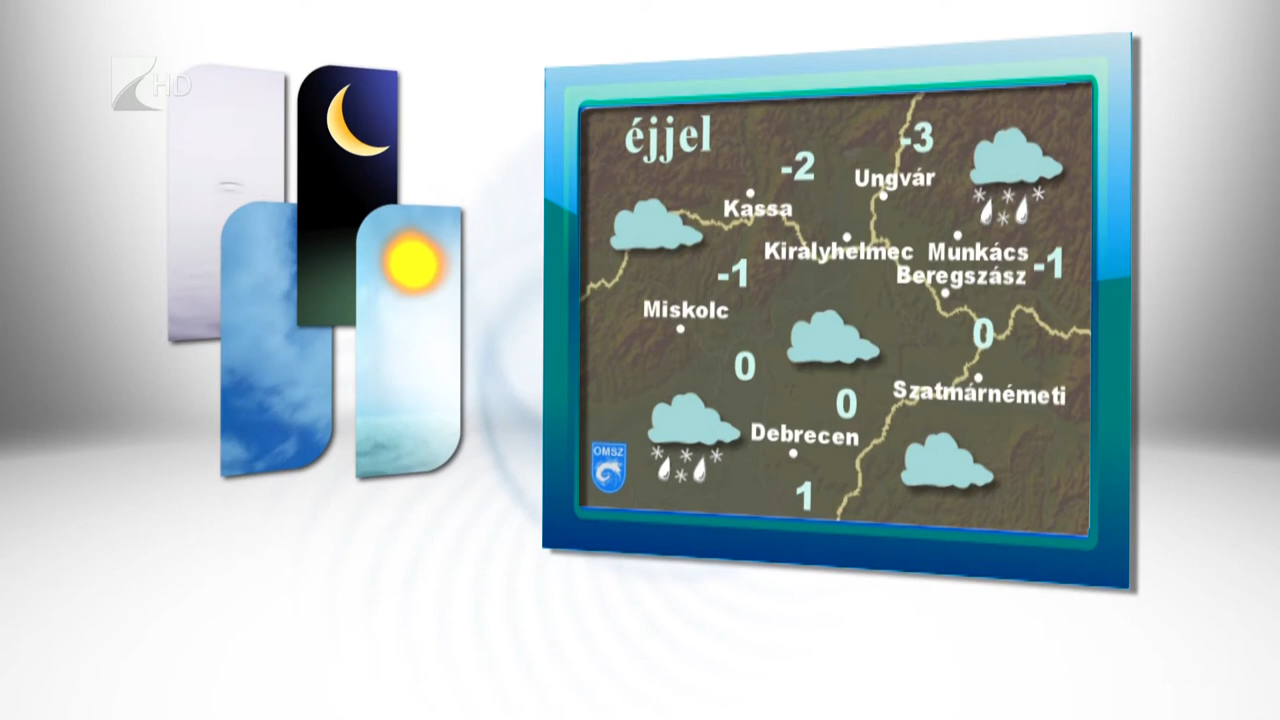 HD
éjjel
-3
-2
Ungvár
Kassa
Királyhelmec
Munkács
-1
Beregszász
-1
Miskolc
0
0
Szatmárnémeti
0
Debrecen
OMSZ
1